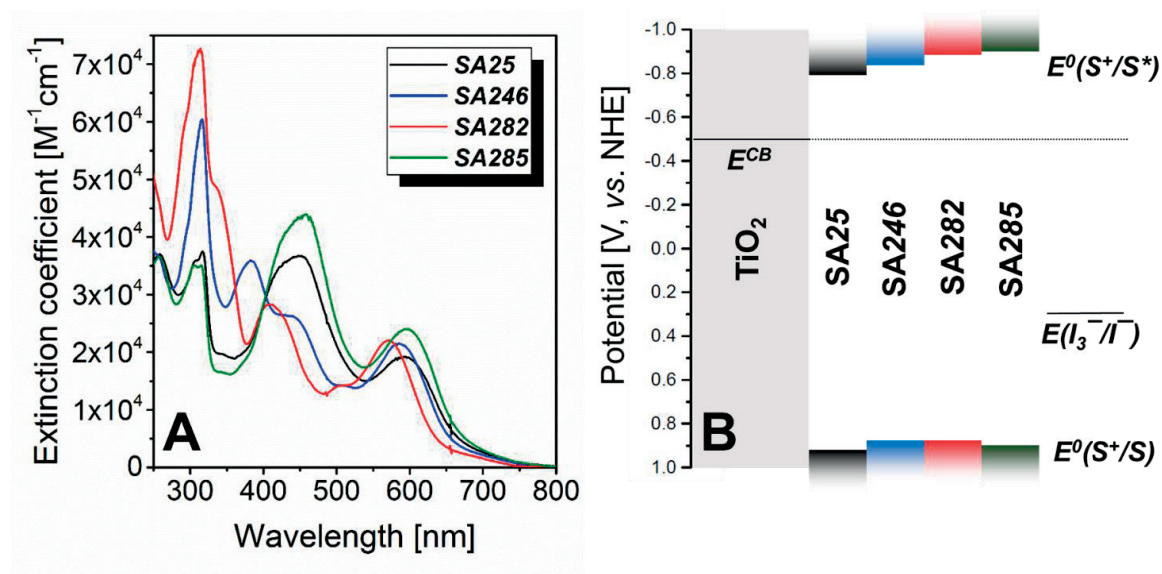 Extinction coefficient [M⁻¹cm⁻¹]
7x10⁴
6x10⁴
5x10⁴
4x10⁴
3x10⁴
2x10⁴
1x10⁴
0
300 400 500 600 700 800
Wavelength [nm]
SA25
SA246
SA282
SA285
A
Potential [V, vs. NHE]
-1.0
-0.8
-0.6
-0.4
-0.2
0.0
0.2
0.4
0.6
0.8
1.0
B
Eᶜᴮ
TiO₂
SA25
SA246
SA282
SA285
E⁰(S⁺/S*)
E(I₃⁻/I⁻)
E⁰(S⁺/S)